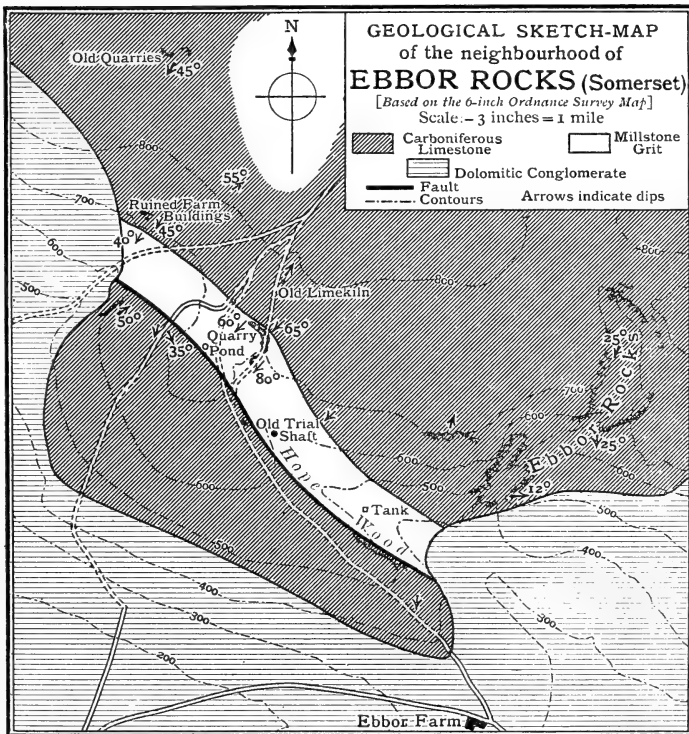 GEOLOGICAL SKETCH-MAP
of the neighbourhood of
EBBOR ROCKS (Somerset)
[Based on the 6-inch Ordnance Survey Map]
Scale:– 3 inches = 1 mile
Carboniferous
Limestone
Millstone
Grit
Dolomitic Conglomerate
Fault
Contours
Arrows indicate dips
N
Old Quarries
45°
800
55°
700
Ruined Farm
Buildings
40°
45°
600
500
800
800
Old Limekiln
50°
35°
60°
65°
Quarry
Pond
80°
25°
700
600
Old Trial
Shaft
Ebbor Rocks
25°
12°
500
Hope
Wood
Tank
600
500
500
400
400
300
300
200
Ebbor Farm